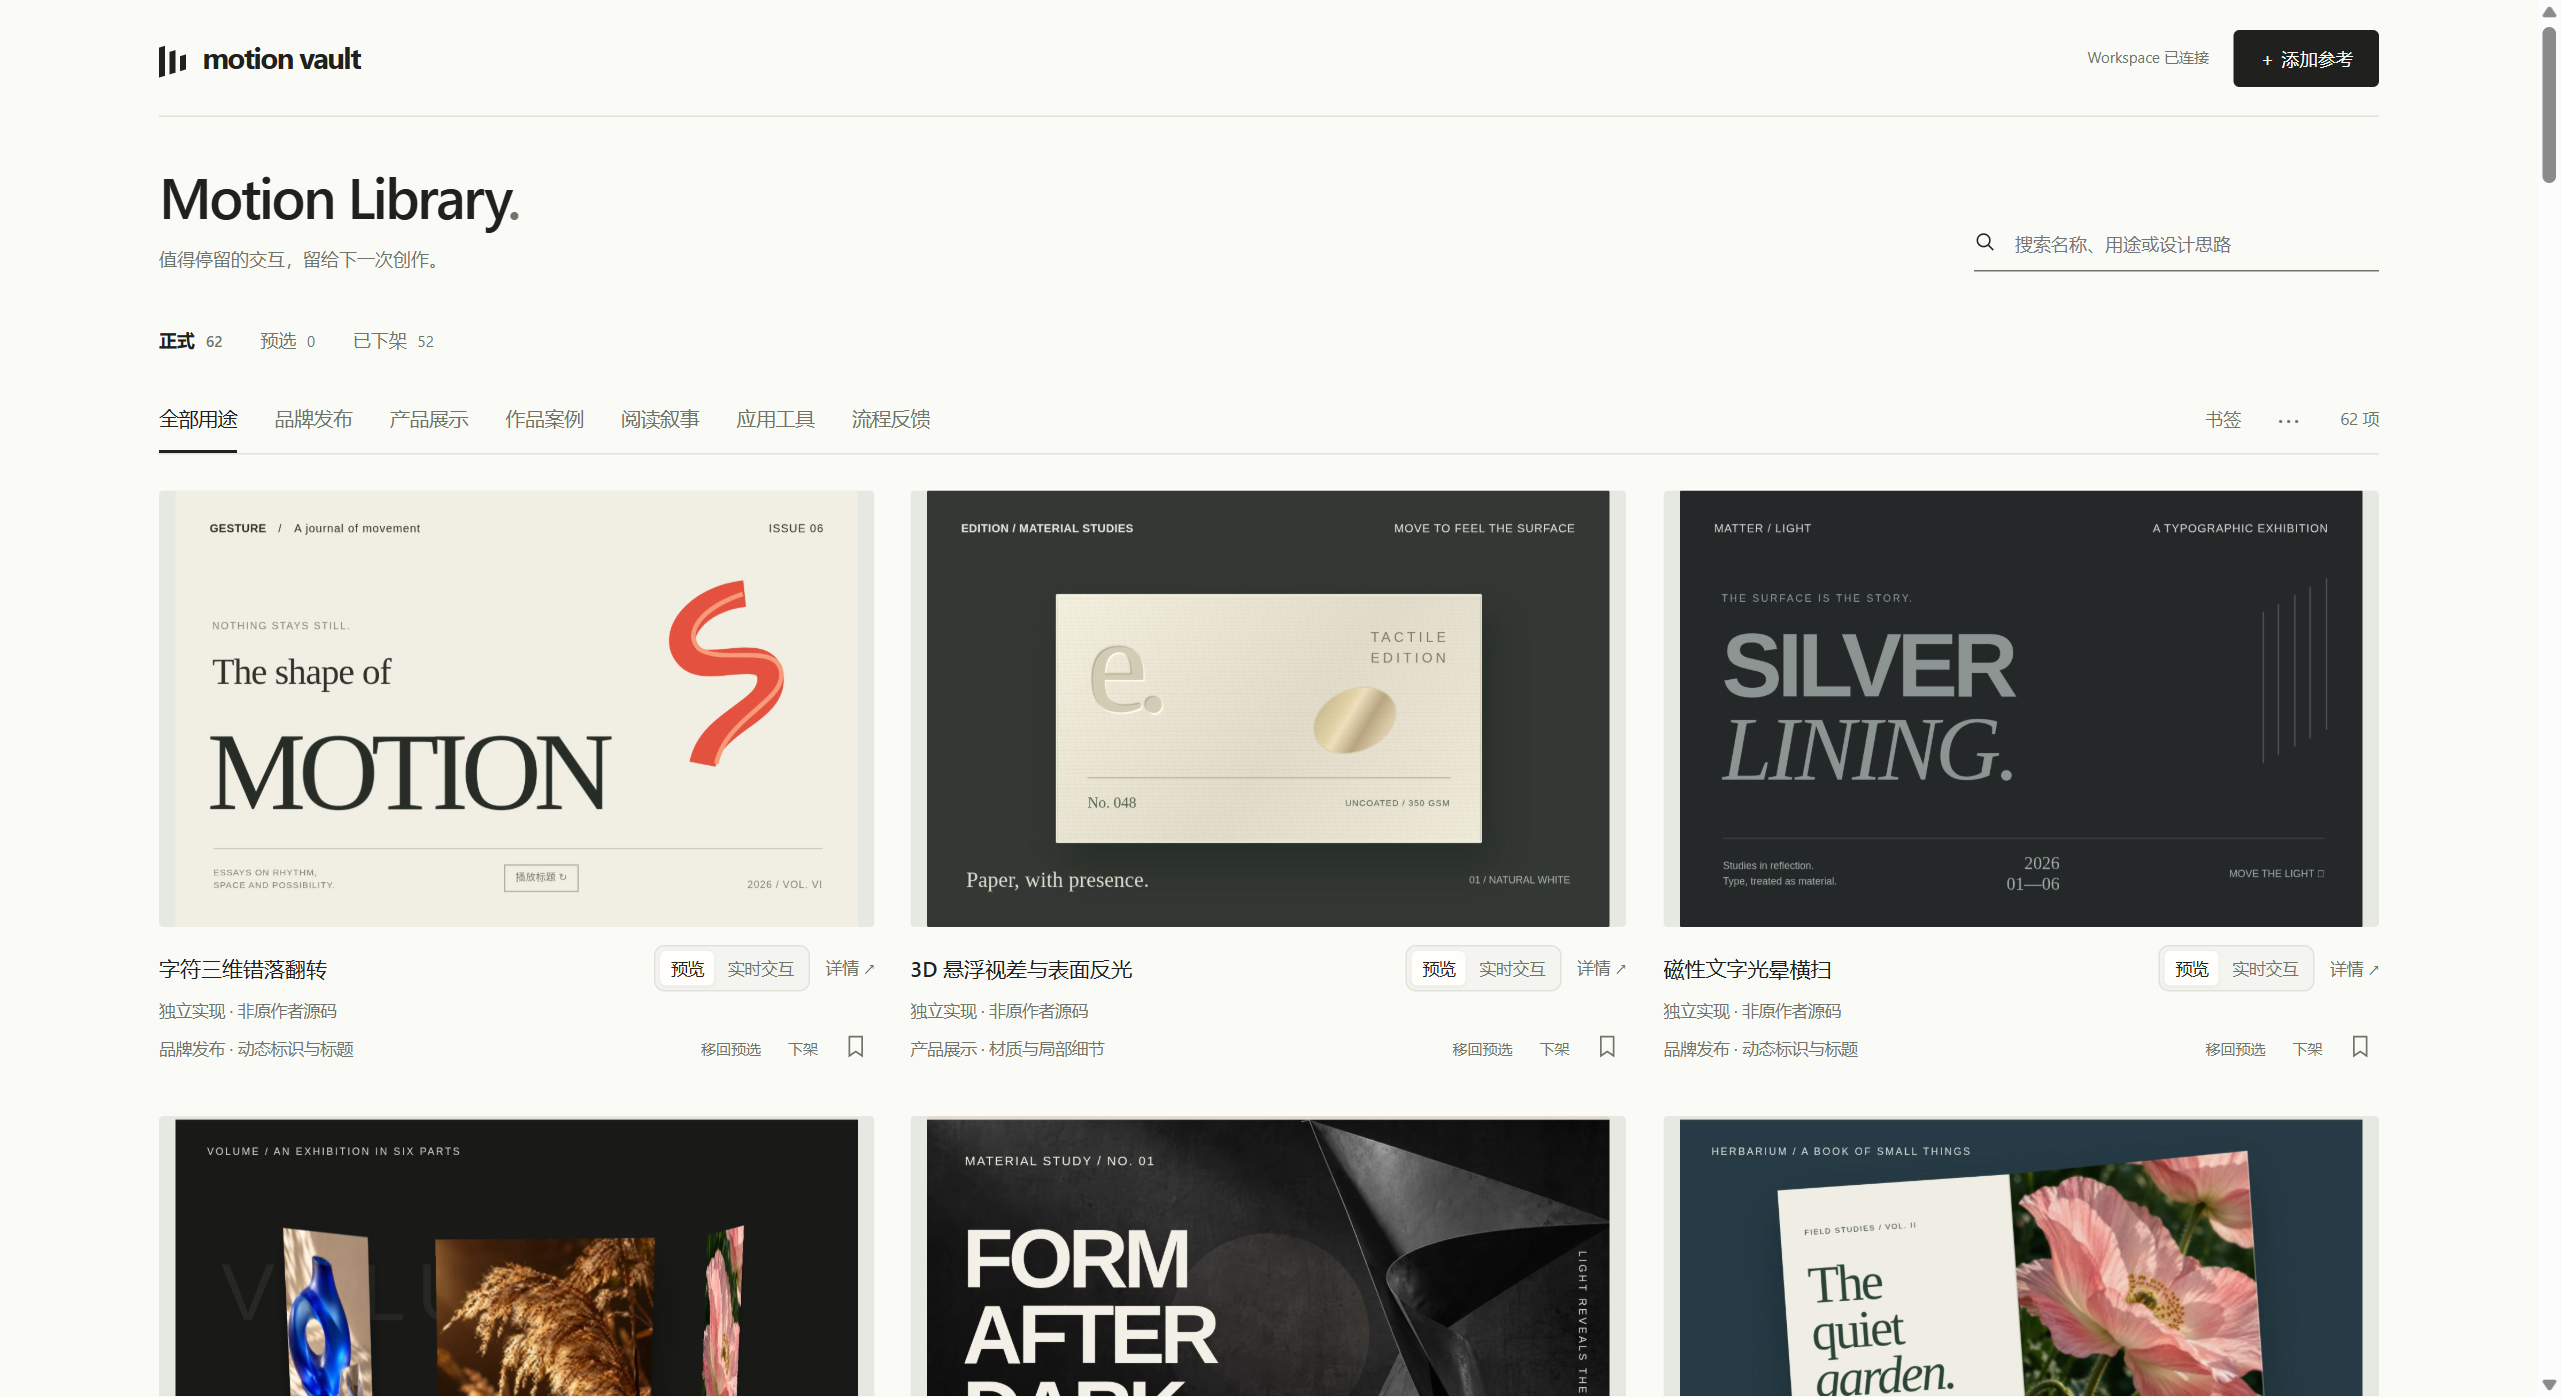 motion vault
Workspace 已连接
+ 添加参考
Motion Library.
值得停留的交互，留给下一次创作。
搜索名称、用途或设计思路
正式 62 预选 0 已下架 52
全部用途 品牌发布 产品展示 作品案例 阅读叙事 应用工具 流程反馈
书签 ··· 62 项
GESTURE / A journal of movement
ISSUE 06
NOTHING STAYS STILL.
The shape of
MOTION
ESSAYS ON RHYTHM,
SPACE AND POSSIBILITY.
播放标题 ↻
2026 / VOL. VI
EDITION / MATERIAL STUDIES
MOVE TO FEEL THE SURFACE
e.
TACTILE
EDITION
No. 048
UNCOATED / 350 GSM
Paper, with presence.
01 / NATURAL WHITE
MATTER / LIGHT
A TYPOGRAPHIC EXHIBITION
THE SURFACE IS THE STORY.
SILVER
LINING.
Studies in reflection.
Type, treated as material.
2026
01—06
MOVE THE LIGHT
字符三维错落翻转
预览 实时交互 详情 ↗
独立实现 · 非原作者源码
品牌发布 · 动态标识与标题
移回预选 下架
3D 悬浮视差与表面反光
预览 实时交互 详情 ↗
独立实现 · 非原作者源码
产品展示 · 材质与局部细节
移回预选 下架
磁性文字光晕横扫
预览 实时交互 详情 ↗
独立实现 · 非原作者源码
品牌发布 · 动态标识与标题
移回预选 下架
VOLUME / AN EXHIBITION IN SIX PARTS
MATERIAL STUDY / NO. 01
FORM
AFTER
DARK
LIGHT REVEALS THE
HERBARIUM / A BOOK OF SMALL THINGS
FIELD STUDIES / VOL. II
The
quiet
garden.